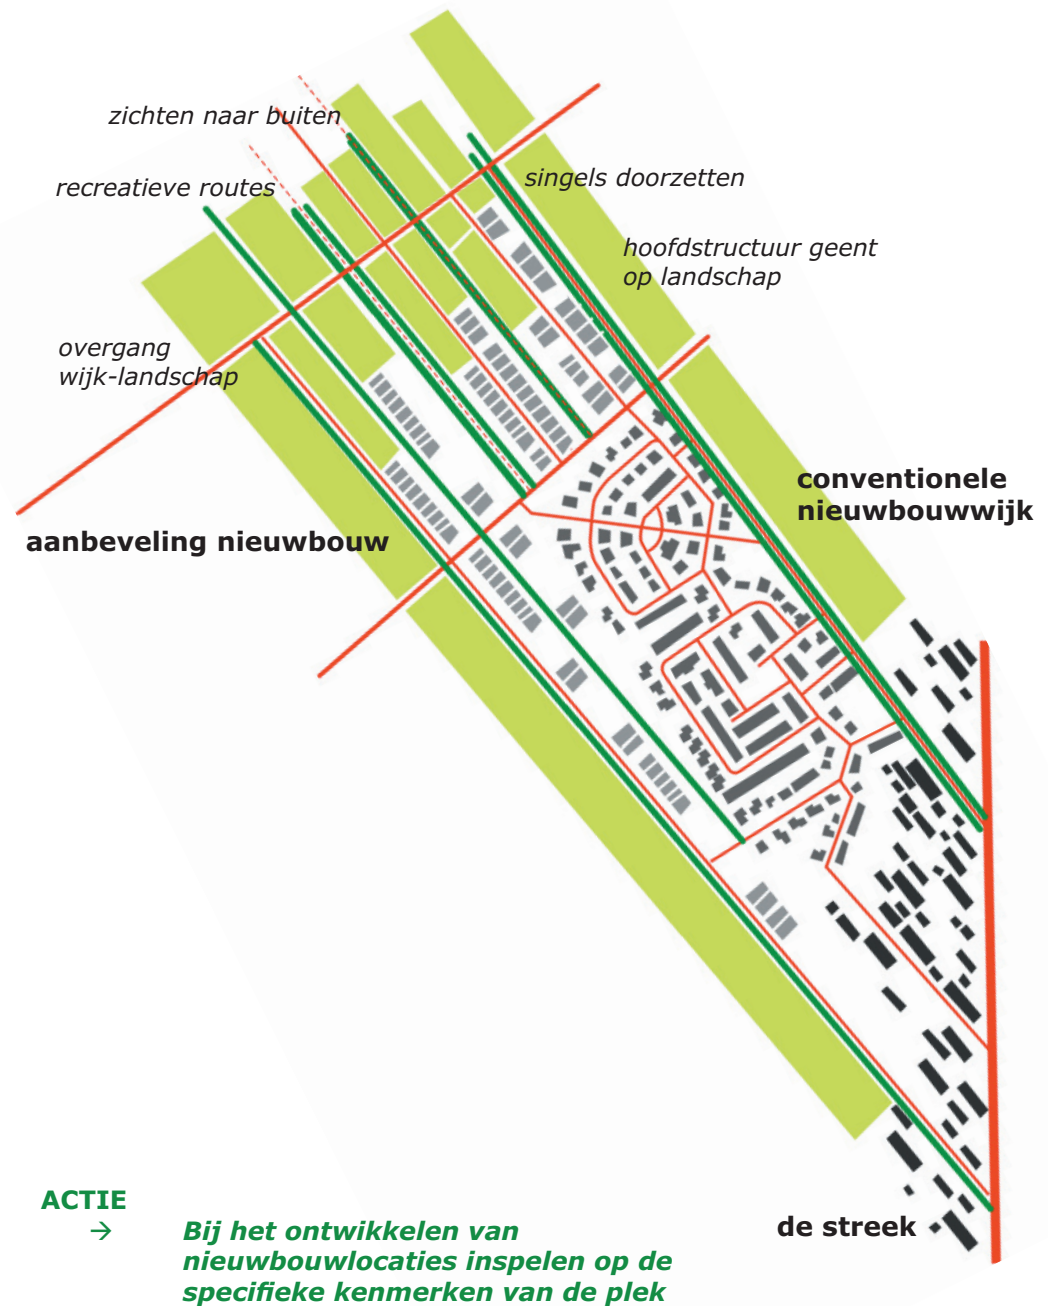 zichten naar buiten
recreatieve routes
singels doorzetten
hoofdstructuur geent
op landschap
overgang
wijk-landschap
conventionele
nieuwbouwwijk
aanbeveling nieuwbouw
de streek
ACTIE
→ Bij het ontwikkelen van
nieuwbouwlocaties inspelen op de
specifieke kenmerken van de plek